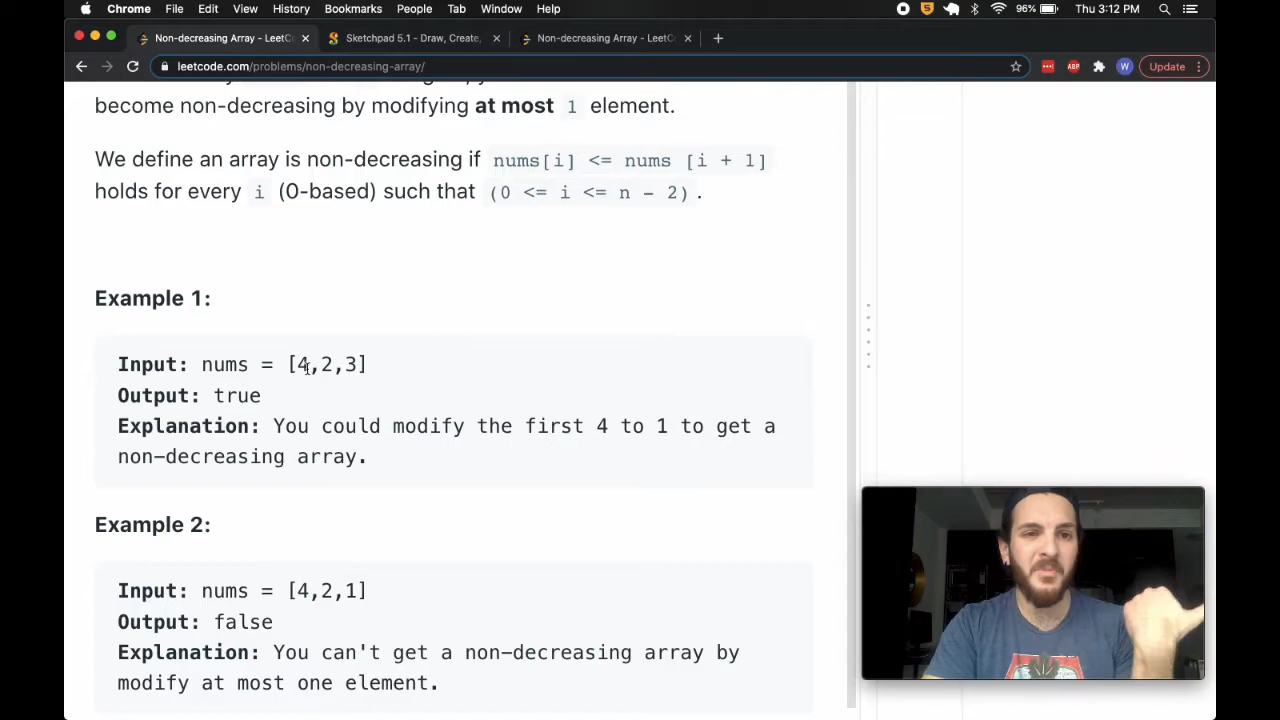 Chrome File Edit View History Bookmarks People Tab Window Help
96% Thu 3:12 PM
Non-decreasing Array - LeetC
Sketchpad 5.1 - Draw, Create,
Non-decreasing Array - LeetC
leetcode.com/problems/non-decreasing-array/
ABP W Update
become non-decreasing by modifying at most 1 element.
We define an array is non-decreasing if nums[i] <= nums [i + 1]
holds for every i (0-based) such that (0 <= i <= n - 2).
Example 1:
Input: nums = [4,2,3]
Output: true
Explanation: You could modify the first 4 to 1 to get a
non-decreasing array.
Example 2:
Input: nums = [4,2,1]
Output: false
Explanation: You can't get a non-decreasing array by
modify at most one element.